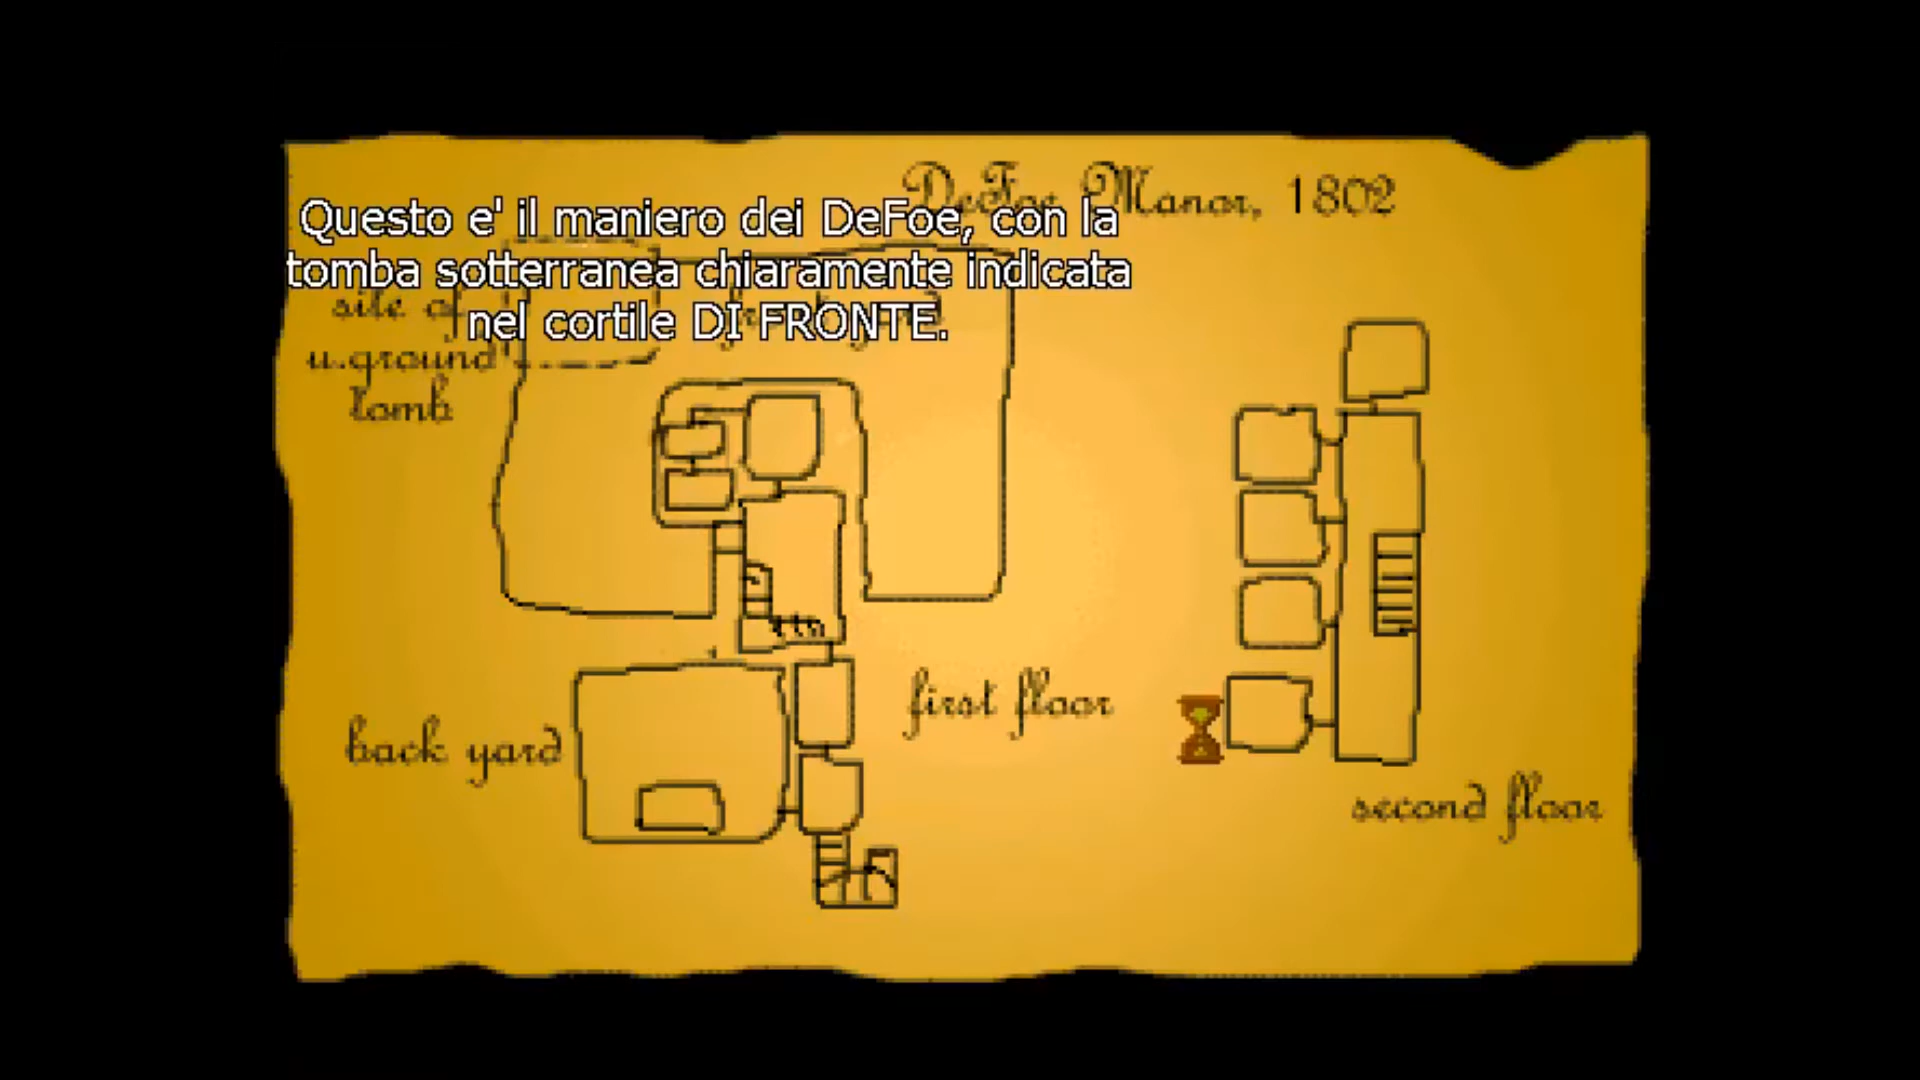 DeFoe Manor, 1802
Questo e' il maniero dei DeFoe, con la
tomba sotterranea chiaramente indicata
nel cortile DI FRONTE.
site of
u.ground
tomb
first floor
back yard
second floor